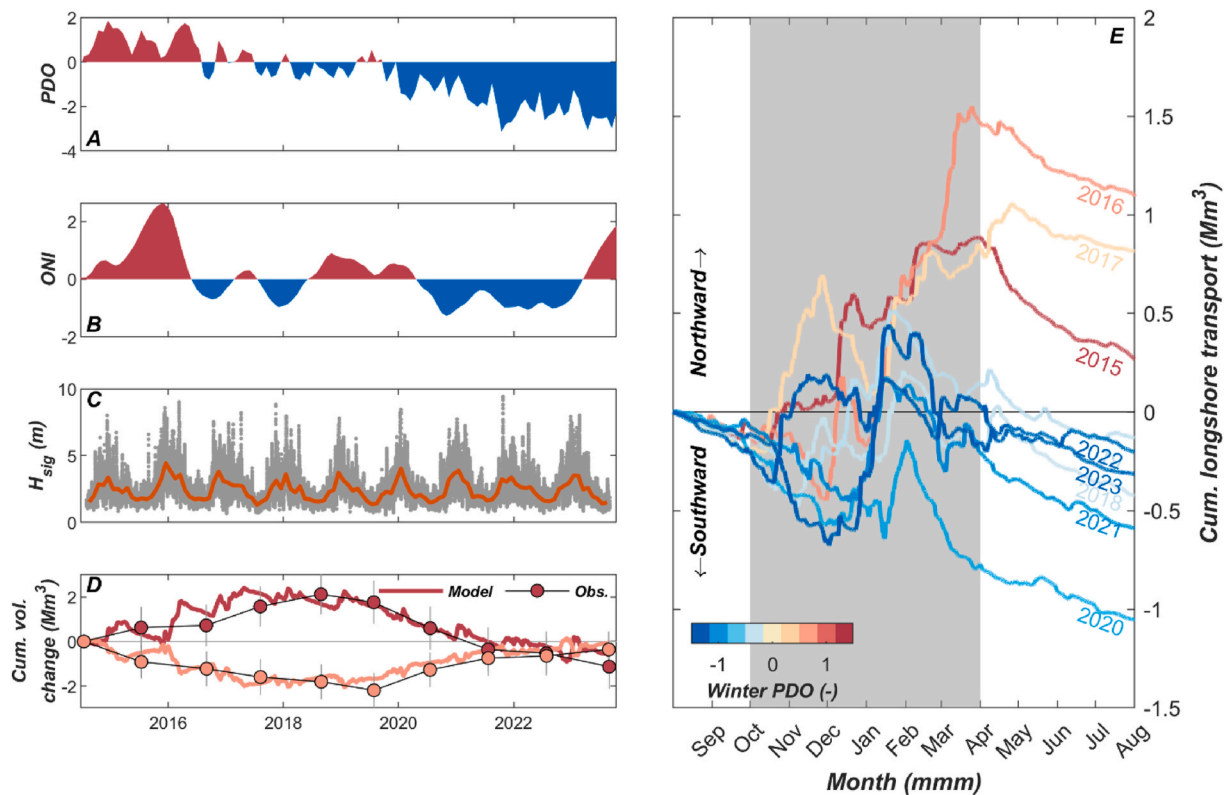 2
0
-2
-4
PDO
A
2
0
-2
ONI
B
10
5
0
H_sig (m)
C
2
0
-2
Cum. vol.
change (Mm³)
D
Model
Obs.
2016
2018
2020
2022
E
2
1.5
1
0.5
0
-0.5
-1
-1.5
Cum. longshore transport (Mm³)
Northward→
←Southward
2016
2017
2015
2022
2023
2018
2021
2020
-1
0
1
Winter PDO (-)
Sep
Oct
Nov
Dec
Jan
Feb
Mar
Apr
May
Jun
Jul
Aug
Month (mmm)